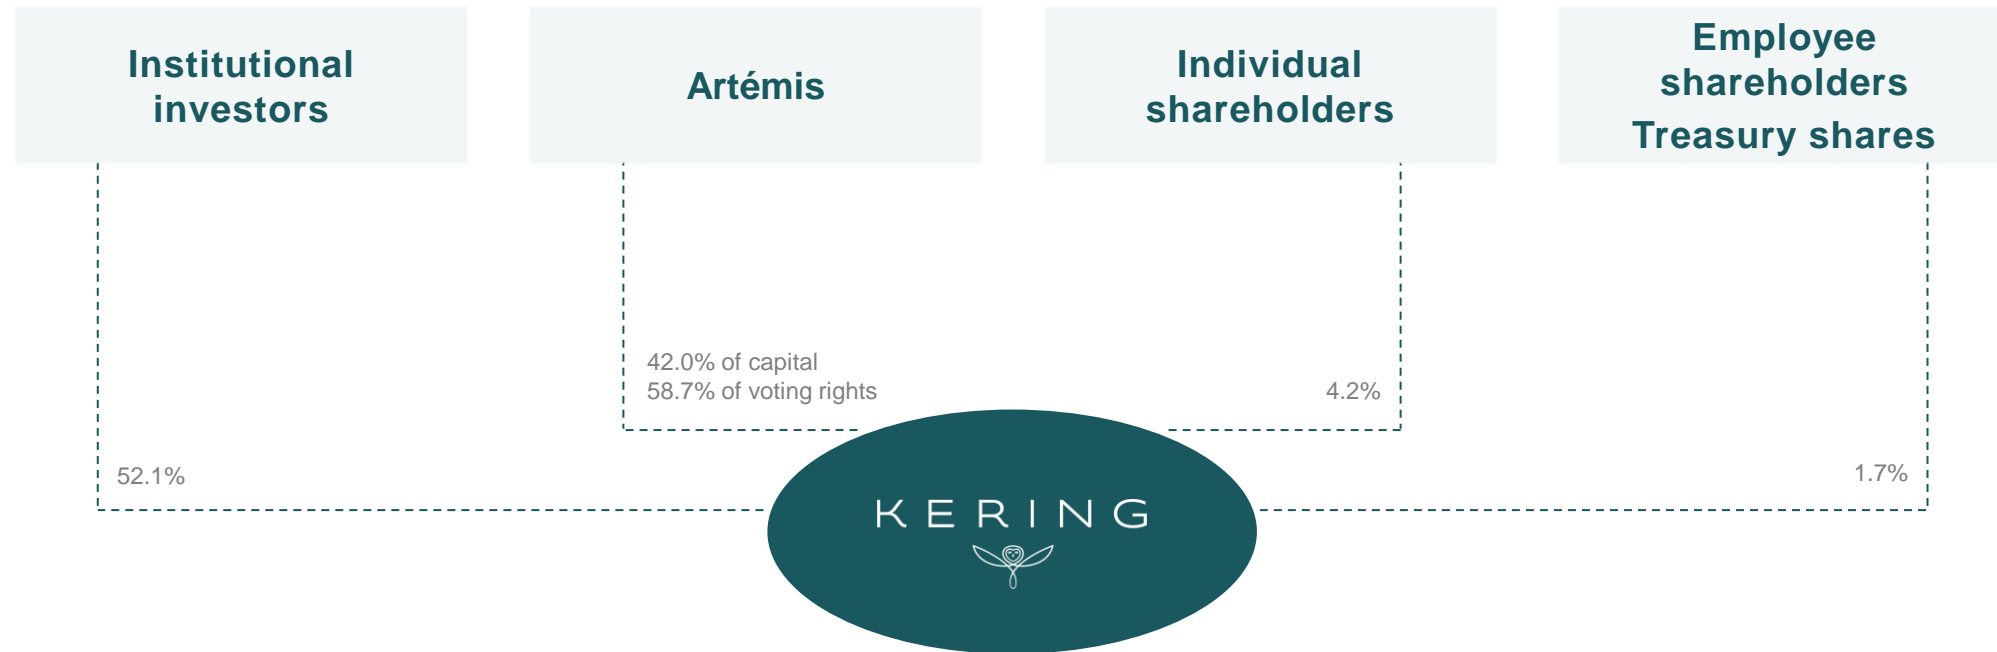 Institutional
investors
Artémis
Individual
shareholders
Employee
shareholders
Treasury shares
42.0% of capital
58.7% of voting rights
4.2%
52.1%
1.7%
KERING